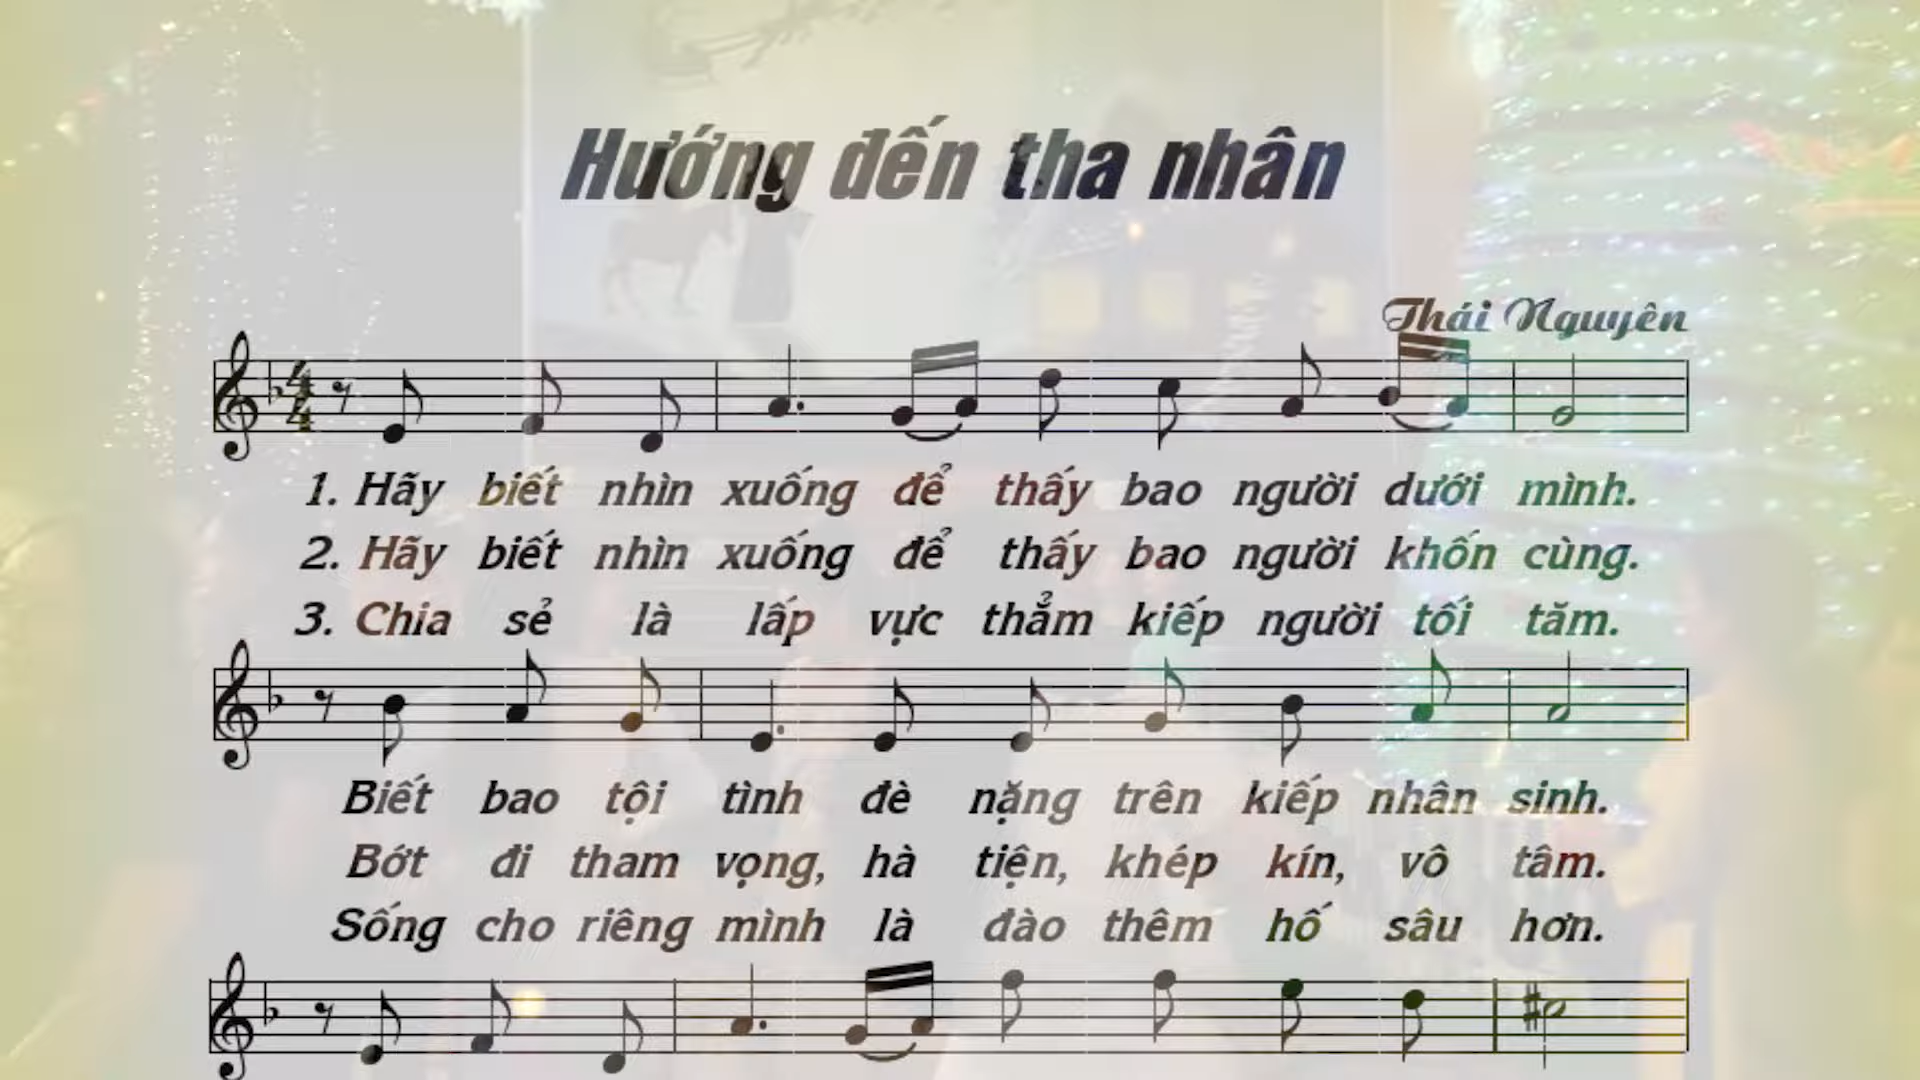 Hướng đến tha nhân
Thái Nguyên
1. Hãy biết nhìn xuống để thấy bao người dưới mình.
2. Hãy biết nhìn xuống để thấy bao người khốn cùng.
3. Chia sẻ là lấp vực thẳm kiếp người tối tăm.
Biết bao tội tình đè nặng trên kiếp nhân sinh.
Bớt đi tham vọng, hà tiện, khép kín, vô tâm.
Sống cho riêng mình là đào thêm hố sâu hơn.